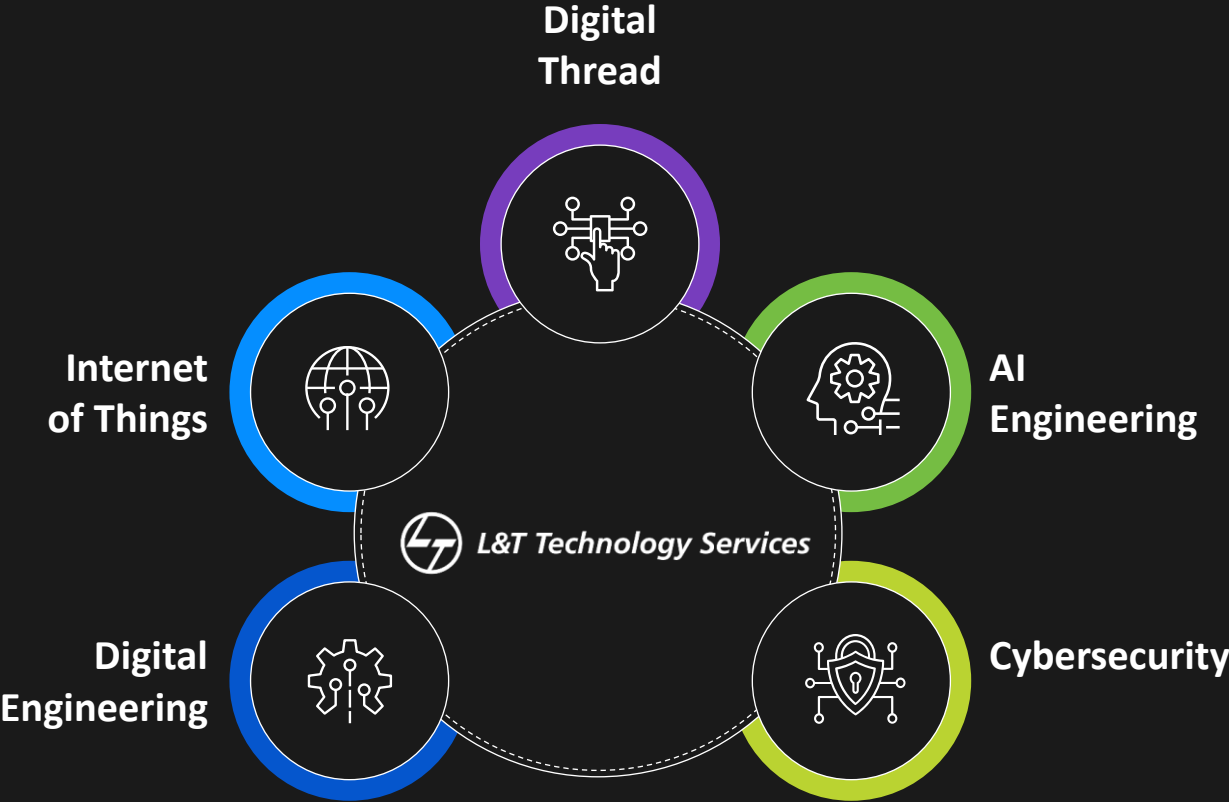 Digital
Thread
Internet
of Things
AI
Engineering
L&T Technology Services
Digital
Engineering
Cybersecurity